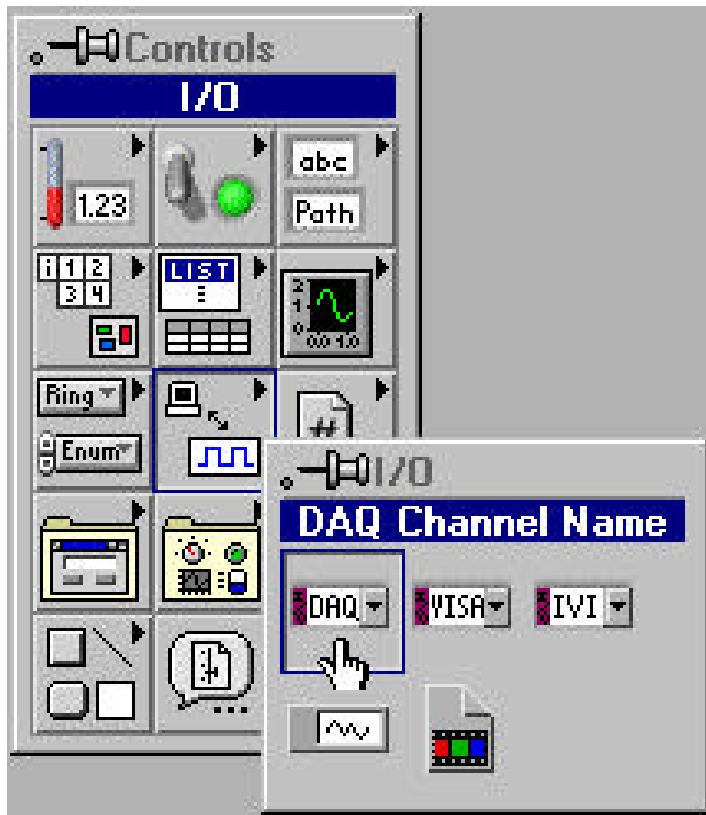 Controls
I/O
1.23
abc
Path
i 1 2
3 4
LIST
2
1
0
0.0 1.0
Ring
Enum
#
I/O
DAQ Channel Name
DAQ
VISA
IVI